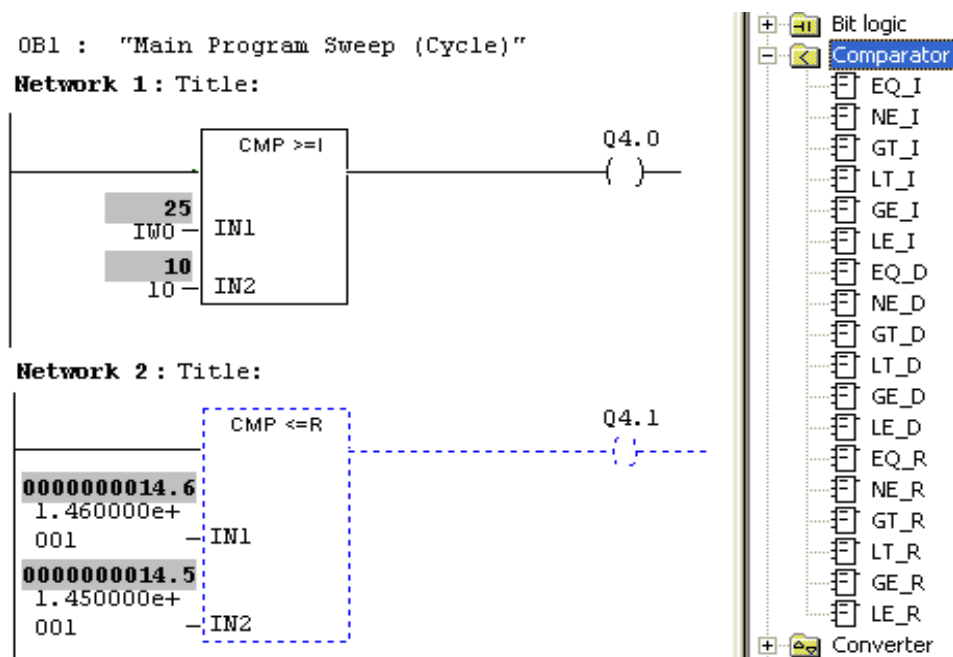 OB1 : "Main Program Sweep (Cycle)"
Network 1: Title:
CMP >=I
Q4.0
25
IW0
IN1
10
10
IN2
Network 2: Title:
CMP <=R
Q4.1
0000000014.6
1.460000e+
001
IN1
0000000014.5
1.450000e+
001
IN2
Bit logic
Comparator
EQ_I
NE_I
GT_I
LT_I
GE_I
LE_I
EQ_D
NE_D
GT_D
LT_D
GE_D
LE_D
EQ_R
NE_R
GT_R
LT_R
GE_R
LE_R
Converter